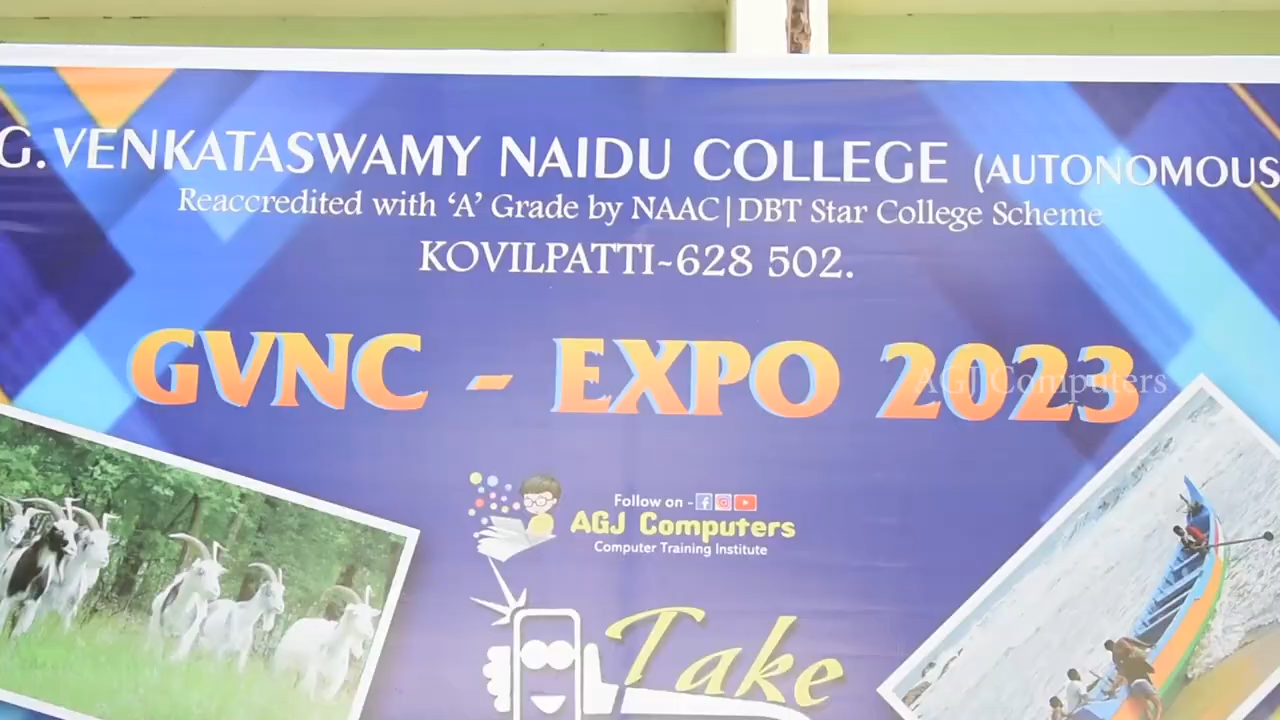 G. VENKATASWAMY NAIDU COLLEGE (AUTONOMOUS
Reaccredited with ‘A’ Grade by NAAC | DBT Star College Scheme
KOVILPATTI-628 502.
GVNC - EXPO 2023
AGJ Computers
Follow on -
AGJ Computers
Computer Training Institute
Take